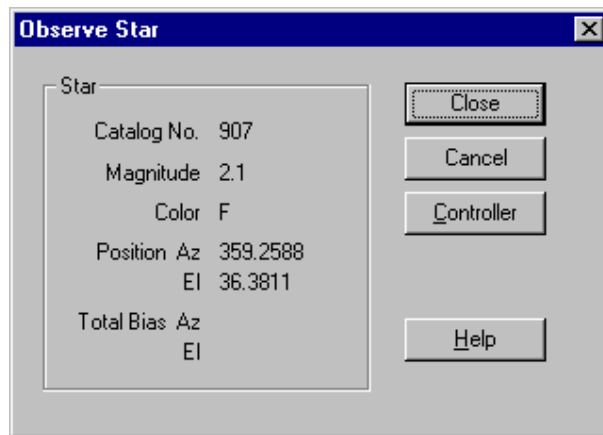 Observe Star
Star
Catalog No. 907
Magnitude 2.1
Color F
Position Az 359.2588
El 36.3811
Total Bias Az
El
Close
Cancel
Controller
Help